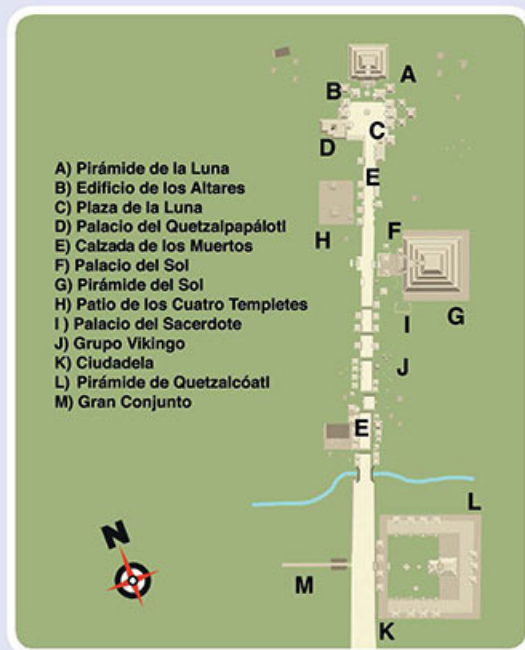 A
B
C
D
E
A) Pirámide de la Luna
B) Edificio de los Altares
C) Plaza de la Luna
D) Palacio del Quetzalpapálotl
E) Calzada de los Muertos
F) Palacio del Sol
G) Pirámide del Sol
H) Patio de los Cuatro Templetes
I ) Palacio del Sacerdote
J) Grupo Vikingo
K) Ciudadela
L) Pirámide de Quetzalcóatl
M) Gran Conjunto
F
H
I
G
J
E
L
N
M
K